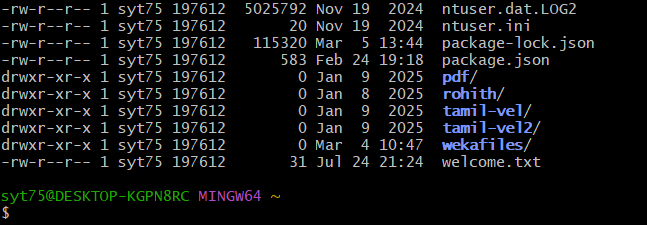 -rw-r--r-- 1 syt75 197612  5025792 Nov 19  2024 ntuser.dat.LOG2
-rw-r--r-- 1 syt75 197612       20 Nov 19  2024 ntuser.ini
-rw-r--r-- 1 syt75 197612   115320 Mar  5 13:44 package-lock.json
-rw-r--r-- 1 syt75 197612      583 Feb 24 19:18 package.json
drwxr-xr-x 1 syt75 197612        0 Jan  9  2025 pdf/
drwxr-xr-x 1 syt75 197612        0 Jan  8  2025 rohith/
drwxr-xr-x 1 syt75 197612        0 Jan  9  2025 tamil-vel/
drwxr-xr-x 1 syt75 197612        0 Jan  9  2025 tamil-vel2/
drwxr-xr-x 1 syt75 197612        0 Mar  4 10:47 wekafiles/
-rw-r--r-- 1 syt75 197612       31 Jul 24 21:24 welcome.txt
syt75@DESKTOP-KGPN8RC MINGW64 ~
$